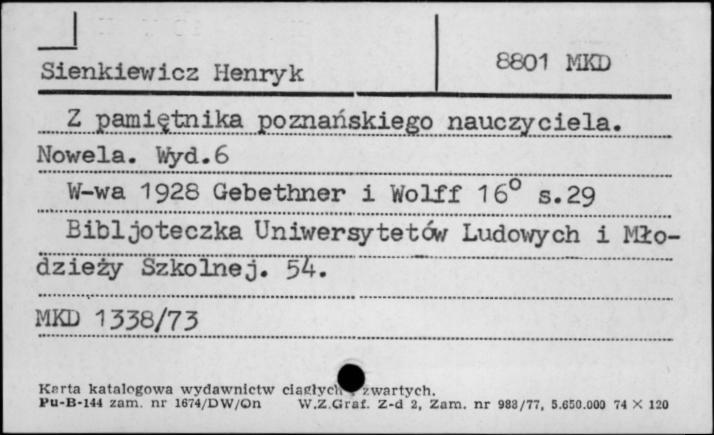 Sienkiewicz Henryk
8801 MKD
Z pamiętnika poznańskiego nauczyciela.
Nowela. Wyd.6
W-wa 1928 Gebethner i Wolff 16° s.29
Bibljoteczka Uniwersytetów Ludowych i Mło-
dzieży Szkolnej. 54.
MKD 1338/73
Karta katalogowa wydawnictw ciągłych zwartych.
Pu-B-144 zam. nr 1674/DW/On W.Z.Graf. Z-d 2, Zam. nr 988/77, 5.650.000 74 × 120